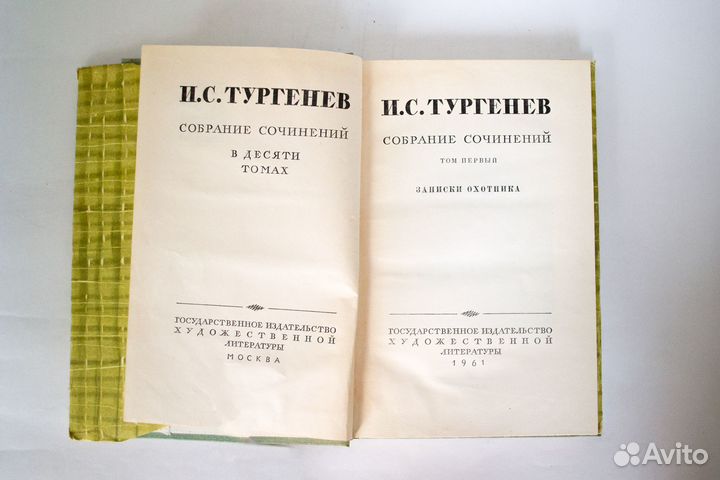 И.С.ТУРГЕНЕВ
СОБРАНИЕ СОЧИНЕНИЙ
В ДЕСЯТИ
ТОМАХ
ГОСУДАРСТВЕННОЕ ИЗДАТЕЛЬСТВО
ХУДОЖЕСТВЕННОЙ
ЛИТЕРАТУРЫ
МОСКВА
И.С.ТУРГЕНЕВ
СОБРАНИЕ СОЧИНЕНИЙ
ТОМ ПЕРВЫЙ
ЗАПИСКИ ОХОТНИКА
ГОСУДАРСТВЕННОЕ ИЗДАТЕЛЬСТВО
ХУДОЖЕСТВЕННОЙ
ЛИТЕРАТУРЫ
1961
Avito